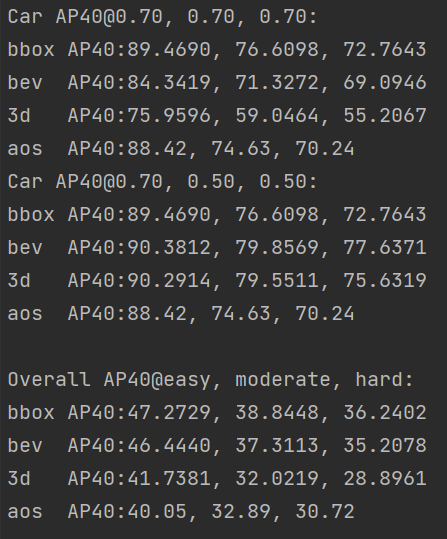 Car AP40@0.70, 0.70, 0.70:
bbox AP40:89.4690, 76.6098, 72.7643
bev  AP40:84.3419, 71.3272, 69.0946
3d   AP40:75.9596, 59.0464, 55.2067
aos  AP40:88.42, 74.63, 70.24
Car AP40@0.70, 0.50, 0.50:
bbox AP40:89.4690, 76.6098, 72.7643
bev  AP40:90.3812, 79.8569, 77.6371
3d   AP40:90.2914, 79.5511, 75.6319
aos  AP40:88.42, 74.63, 70.24

Overall AP40@easy, moderate, hard:
bbox AP40:47.2729, 38.8448, 36.2402
bev  AP40:46.4440, 37.3113, 35.2078
3d   AP40:41.7381, 32.0219, 28.8961
aos  AP40:40.05, 32.89, 30.72